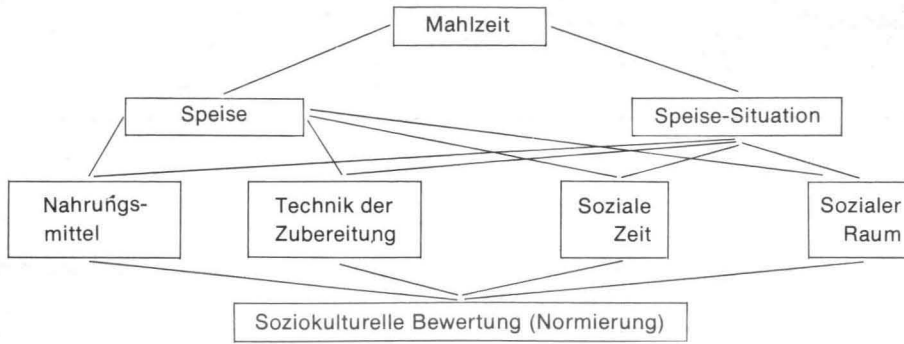 Mahlzeit
Speise
Speise-Situation
Nahrungs-
mittel
Technik der
Zubereitung
Soziale
Zeit
Sozialer
Raum
Soziokulturelle Bewertung (Normierung)